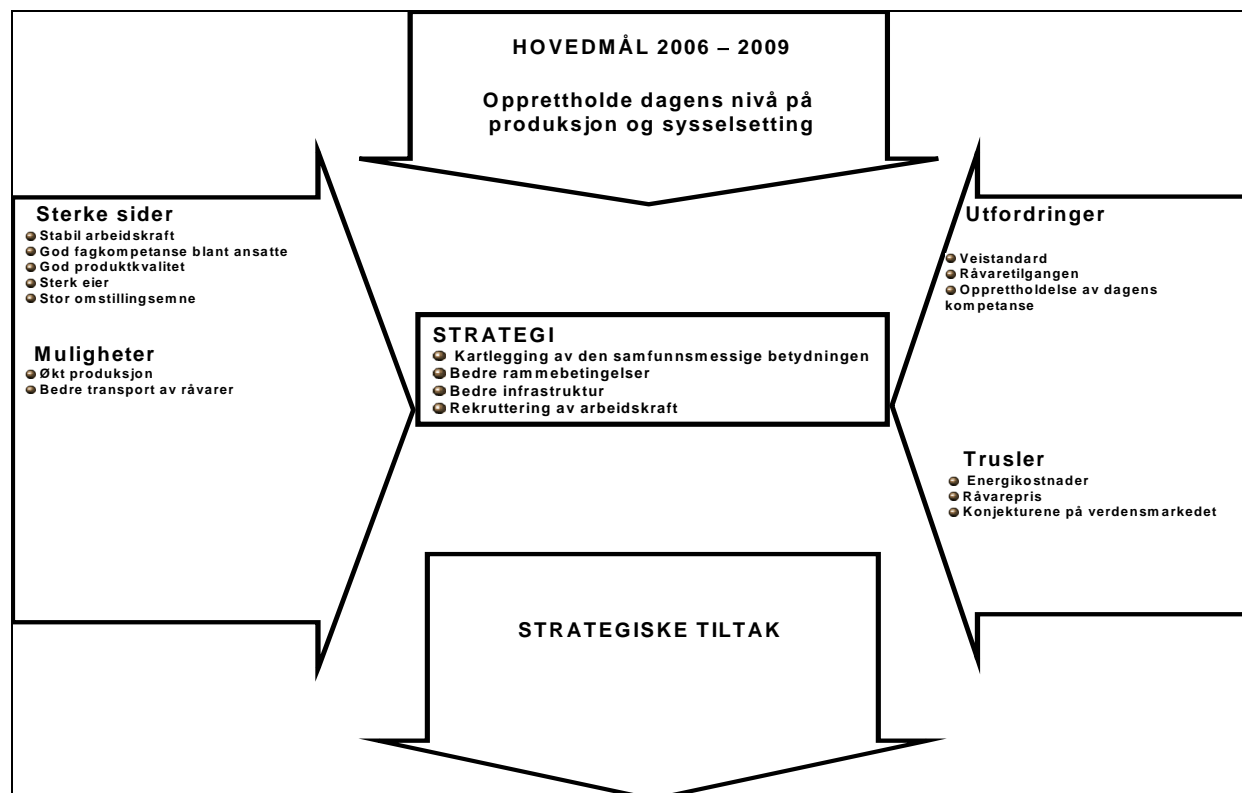 HOVEDMÅL 2006 – 2009
Opprettholde dagens nivå på
produksjon og sysselsetting
Sterke sider
Stabil arbeidskraft
God fagkompetanse blant ansatte
God produktkvalitet
Sterk eier
Stor omstillingsemne
Muligheter
Økt produksjon
Bedre transport av råvarer
STRATEGI
Kartlegging av den samfunnsmessige betydningen
Bedre rammebetingelser
Bedre infrastruktur
Rekruttering av arbeidskraft
Utfordringer
Veistandard
Råvaretilgangen
Opprettholdelse av dagens
kompetanse
Trusler
Energikostnader
Råvarepris
Konjekturene på verdensmarkedet
STRATEGISKE TILTAK